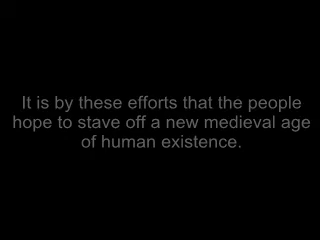 It is by these efforts that the people
hope to stave off a new medieval age
of human existence.